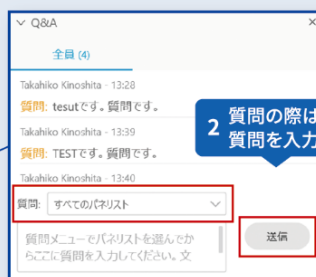 Q&A
×
全員 (4)
Takahiko Kinoshita - 13:28
質問: tesutです。質問です。
Takahiko Kinoshita - 13:39
質問: TESTです。質問です。
2 質問の際は
質問を入力
Takahiko Kinoshita - 13:40
質問: すべてのパネリスト
質問メニューでパネリストを選んでか
らここに質問を入力してください。文
送信